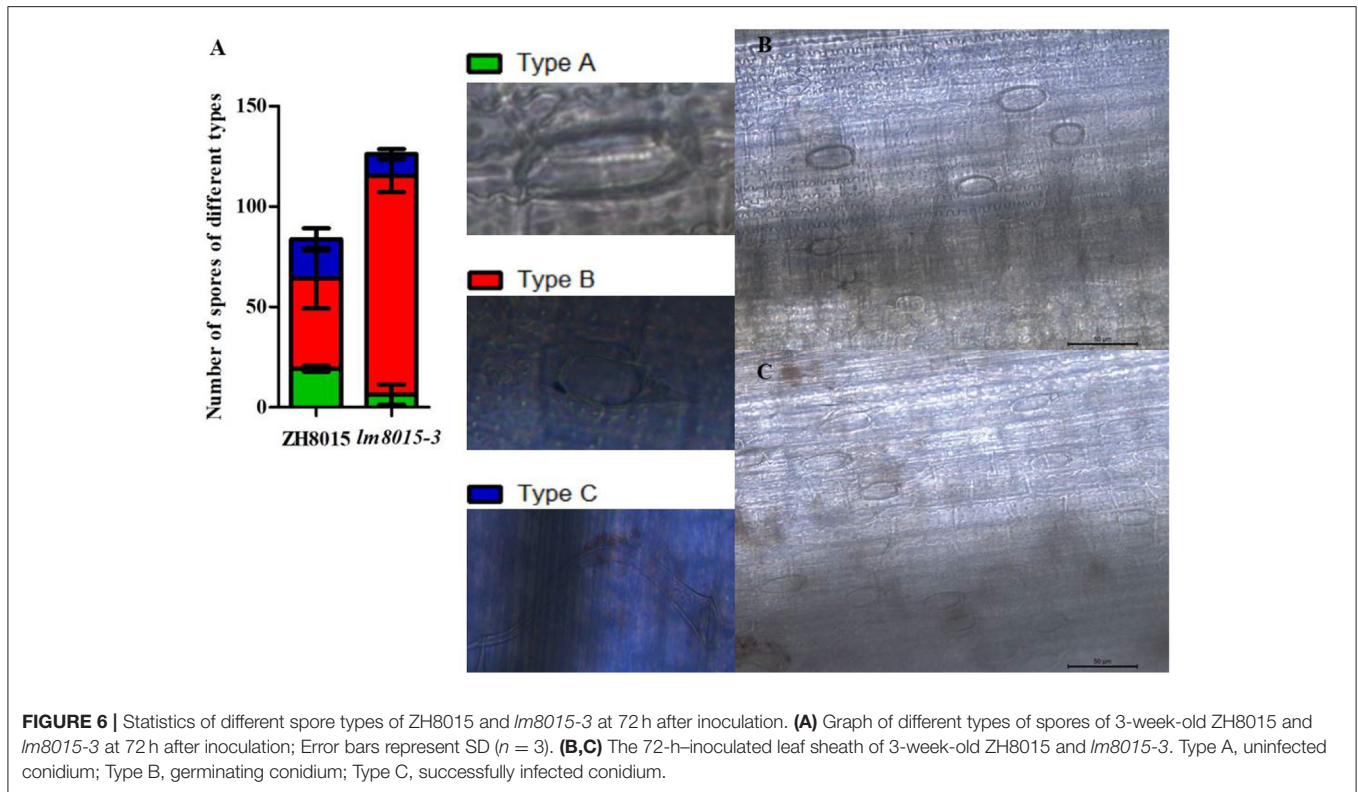 A
Number of spores of different types
150
100
50
0
ZH8015 lm8015-3
Type A
Type B
Type C
B
50 µm
C
50 µm
FIGURE 6 | Statistics of different spore types of ZH8015 and lm8015-3 at 72 h after inoculation. (A) Graph of different types of spores of 3-week-old ZH8015 and
lm8015-3 at 72 h after inoculation; Error bars represent SD (n = 3). (B,C) The 72-h–inoculated leaf sheath of 3-week-old ZH8015 and lm8015-3. Type A, uninfected
conidium; Type B, germinating conidium; Type C, successfully infected conidium.